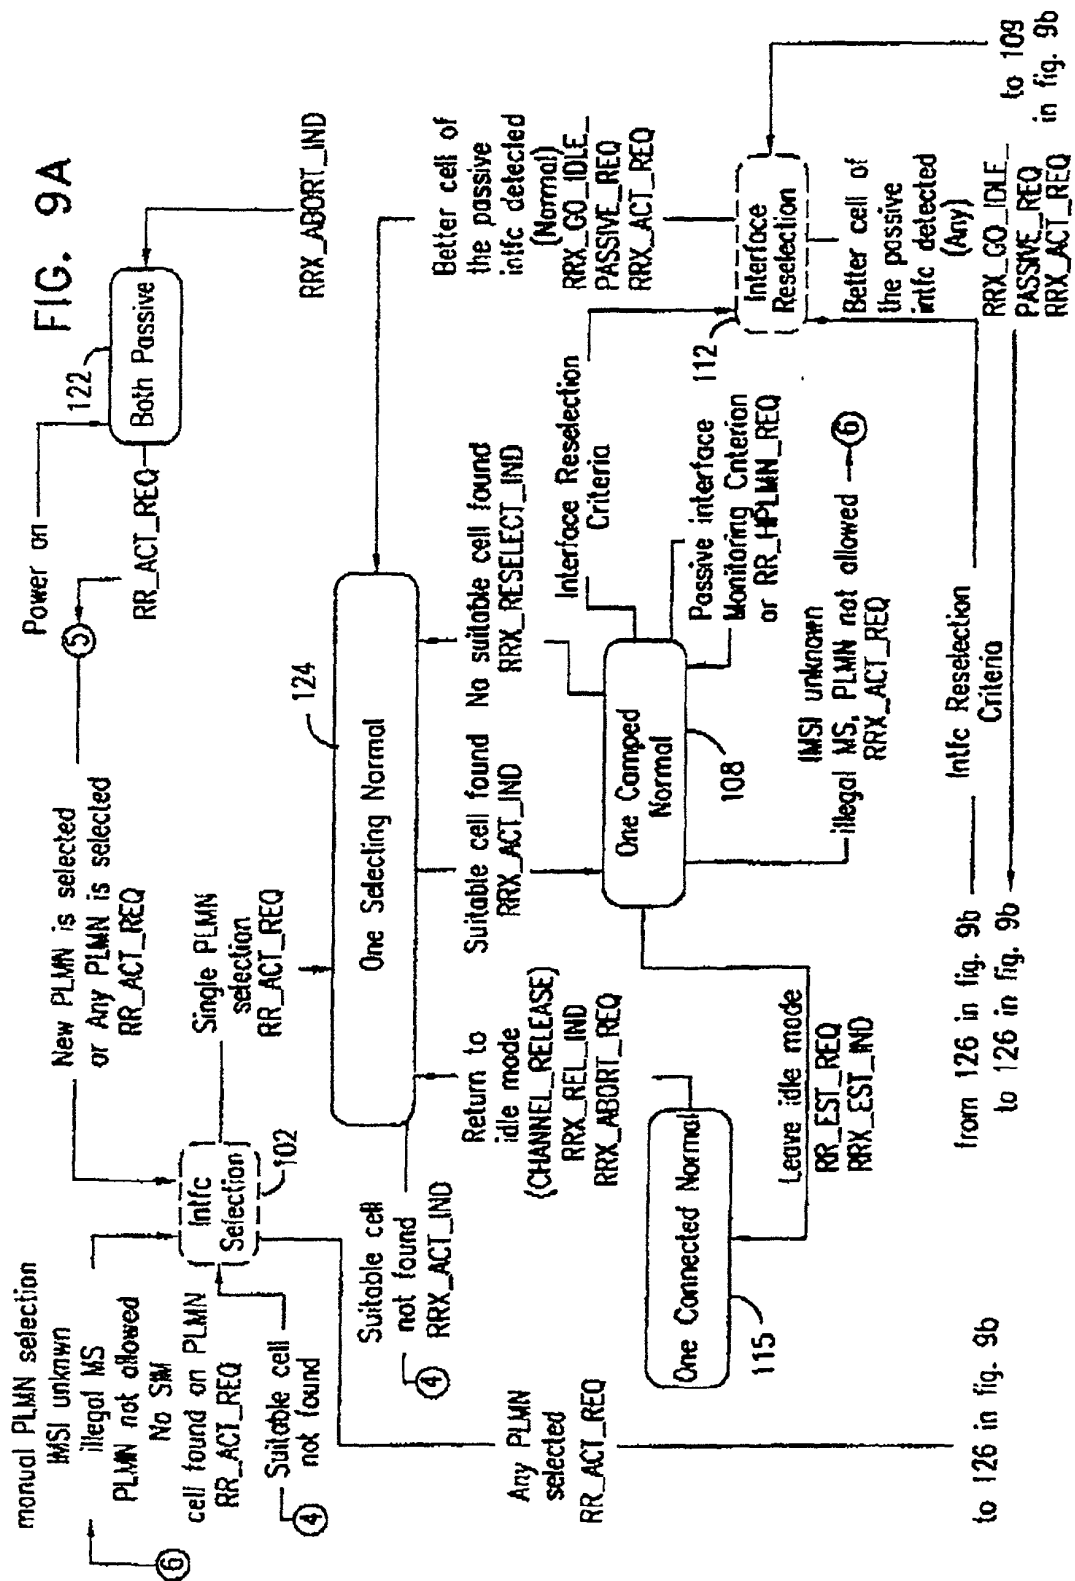 FIG. 9A
Power on
122
Both Passive
RR_ACT_REQ
RRX_ABORT_IND
5
New PLMN is selected
or Any PLMN is selected
RR_ACT_REQ
manual PLMN selection
IMSI unknown
illegal MS
PLMN not allowed
No SIM
cell found on PLMN
RR_ACT_REQ
6
Intfc
Selection
102
4
Suitable cell
not found
Single PLMN
selection
RR_ACT_REQ
124
One Selecting Normal
Better cell of
the passive
intfc detected
(Normal)
RRX_GO_IDLE_
PASSIVE_REQ
RRX_ACT_REQ
Suitable cell
not found
RRX_ACT_IND
4
Return to
idle mode
(CHANNEL_RELEASE)
RRX_REL_IND
RRX_ABORT_REQ
Suitable cell found
RRX_ACT_IND
No suitable cell found
RRX_RESELECT_IND
Interface Reselection
Criteria
112
Interface
Reselection
Any PLMN
selected
RR_ACT_REQ
One Connected Normal
115
Leave idle mode
RR_EST_REQ
RRX_EST_IND
One Camped
Normal
108
Passive interface
Monitoring Criterion
or RR_HPLMN_REQ
IMSI unknown
illegal MS, PLMN not allowed
RRX_ACT_REQ
6
Better cell of
the passive
intfc detected
(Any)
RRX_GO_IDLE_
PASSIVE_REQ
RRX_ACT_REQ
to 109
in fig. 9b
from 126 in fig. 9b
Intfc Reselection
Criteria
to 126 in fig. 9b
to 126 in fig. 9b